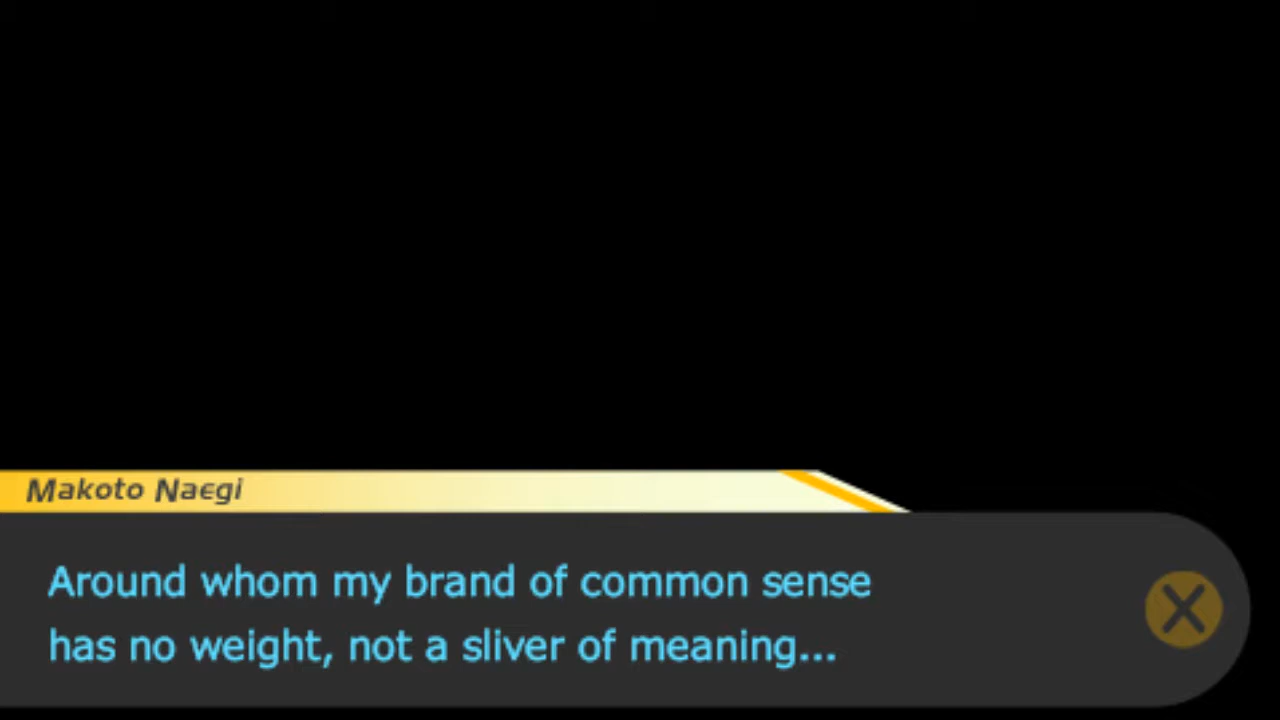 Makoto Naegi
Around whom my brand of common sense
has no weight, not a sliver of meaning...